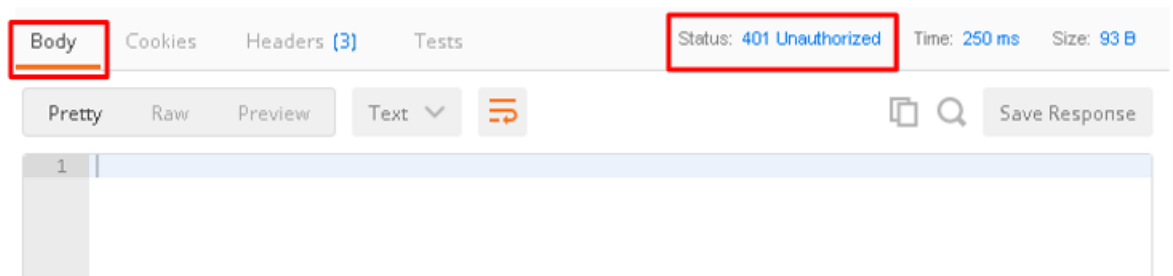 Body Cookies Headers (3) Tests Status: 401 Unauthorized Time: 250 ms Size: 93 B
Pretty Raw Preview Text Save Response
1